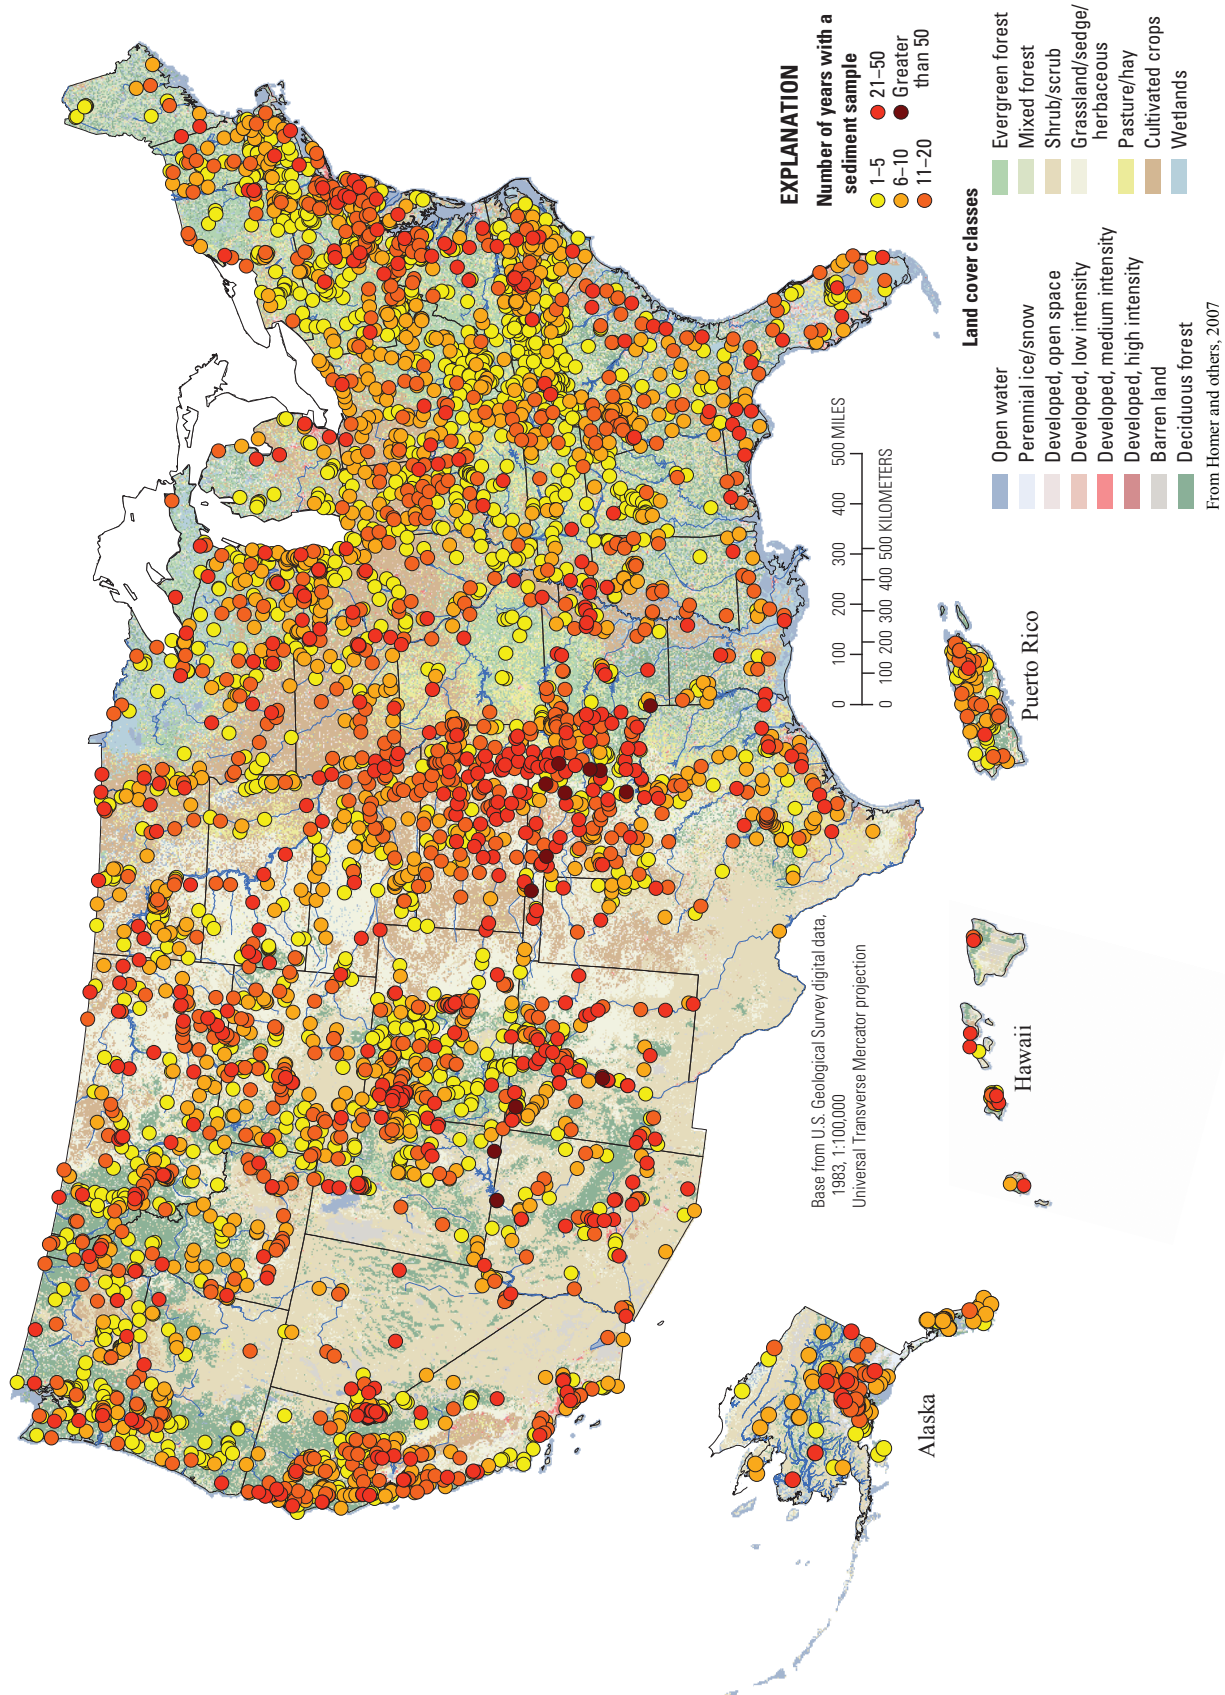 EXPLANATION
Number of years with a
sediment sample
1–5
6–10
11–20
21–50
Greater
than 50
Land cover classes
Open water
Perennial ice/snow
Developed, open space
Developed, low intensity
Developed, medium intensity
Developed, high intensity
Barren land
Deciduous forest
Evergreen forest
Mixed forest
Shrub/scrub
Grassland/sedge/
herbaceous
Pasture/hay
Cultivated crops
Wetlands
From Homer and others, 2007
0 100 200 300 400 500 MILES
0 100 200 300 400 500 KILOMETERS
Base from U.S. Geological Survey digital data,
1983, 1:100,000
Universal Transverse Mercator projection
Alaska
Hawaii
Puerto Rico